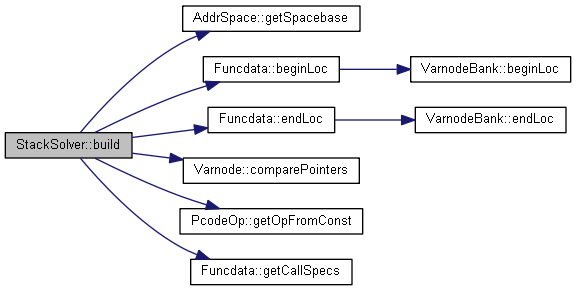 AddrSpace::getSpacebase
Funcdata::beginLoc
VarnodeBank::beginLoc
Funcdata::endLoc
VarnodeBank::endLoc
StackSolver::build
Varnode::comparePointers
PcodeOp::getOpFromConst
Funcdata::getCallSpecs